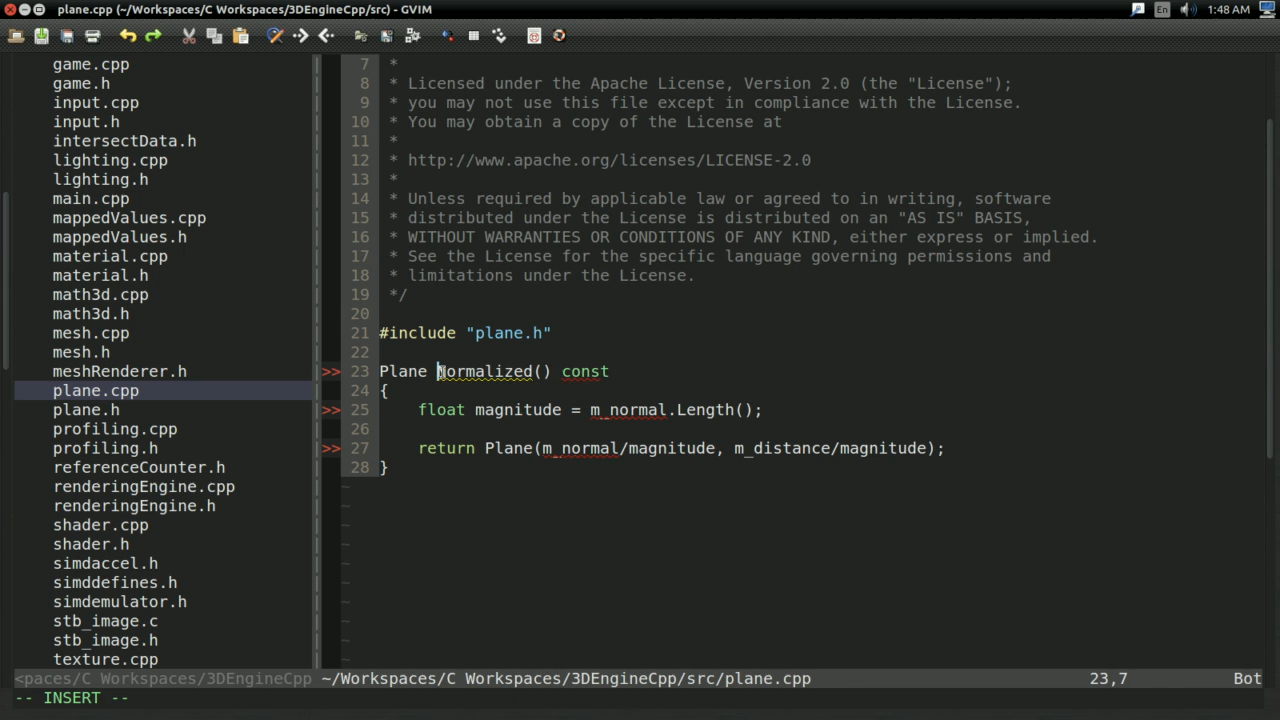 plane.cpp (~/Workspaces/C Workspaces/3DEngineCpp/src) - GVIM
En
1:48 AM
game.cpp
game.h
input.cpp
input.h
intersectData.h
lighting.cpp
lighting.h
main.cpp
mappedValues.cpp
mappedValues.h
material.cpp
material.h
math3d.cpp
math3d.h
mesh.cpp
mesh.h
meshRenderer.h
plane.cpp
plane.h
profiling.cpp
profiling.h
referenceCounter.h
renderingEngine.cpp
renderingEngine.h
shader.cpp
shader.h
simdaccel.h
simddefines.h
simdemulator.h
stb_image.c
stb_image.h
texture.cpp
7 *
8 * Licensed under the Apache License, Version 2.0 (the "License");
9 * you may not use this file except in compliance with the License.
10 * You may obtain a copy of the License at
11 *
12 * http://www.apache.org/licenses/LICENSE-2.0
13 *
14 * Unless required by applicable law or agreed to in writing, software
15 * distributed under the License is distributed on an "AS IS" BASIS,
16 * WITHOUT WARRANTIES OR CONDITIONS OF ANY KIND, either express or implied.
17 * See the License for the specific language governing permissions and
18 * limitations under the License.
19 */
20
21 #include "plane.h"
22
>> 23 Plane Normalized() const
24 {
>> 25 float magnitude = m_normal.Length();
26
>> 27 return Plane(m_normal/magnitude, m_distance/magnitude);
28 }
~
~
~
~
~
~
~
~
~
~
<paces/C Workspaces/3DEngineCpp ~/Workspaces/C Workspaces/3DEngineCpp/src/plane.cpp 23,7 Bot
-- INSERT --